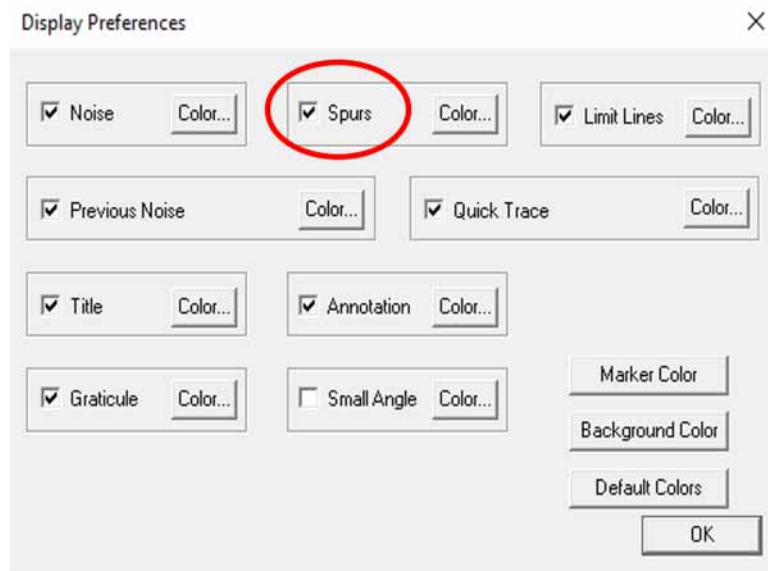 Display Preferences
Noise Color... Spurs Color... Limit Lines Color...
Previous Noise Color... Quick Trace Color...
Title Color... Annotation Color...
Graticule Color... Small Angle Color...
Marker Color
Background Color
Default Colors
OK